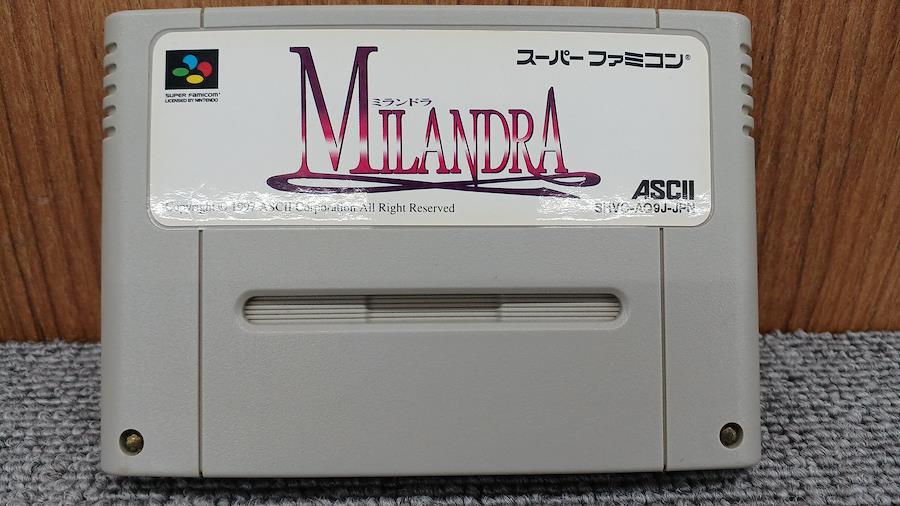 SUPER FAMICOM
LICENSED BY NINTENDO
スーパーファミコン®
ミランドラ
MILANDRA
ASCII
Copyright © 1997 ASCII Corporation All Right Reserved
SHVC-AQ9J-JPN